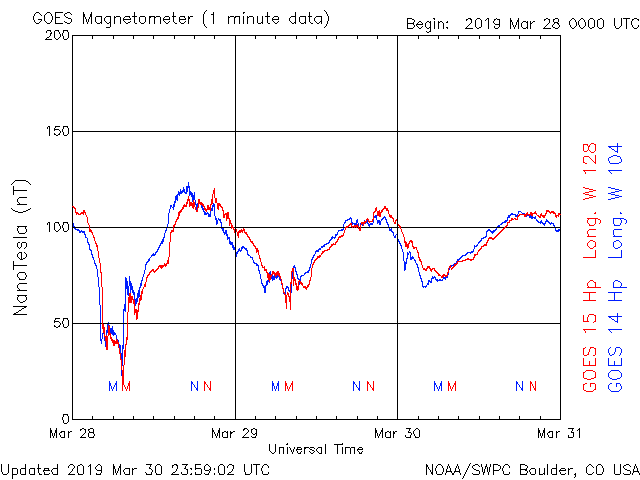 GOES Magnetometer (1 minute data)
Begin: 2019 Mar 28 0000 UTC
200
150
100
50
0
NanoTesla (nT)
M M N N M M N N M M N N
Mar 28 Mar 29 Mar 30 Mar 31
Universal Time
GOES 15 Hp Long. W 128
GOES 14 Hp Long. W 104
Updated 2019 Mar 30 23:59:02 UTC
NOAA/SWPC Boulder, CO USA